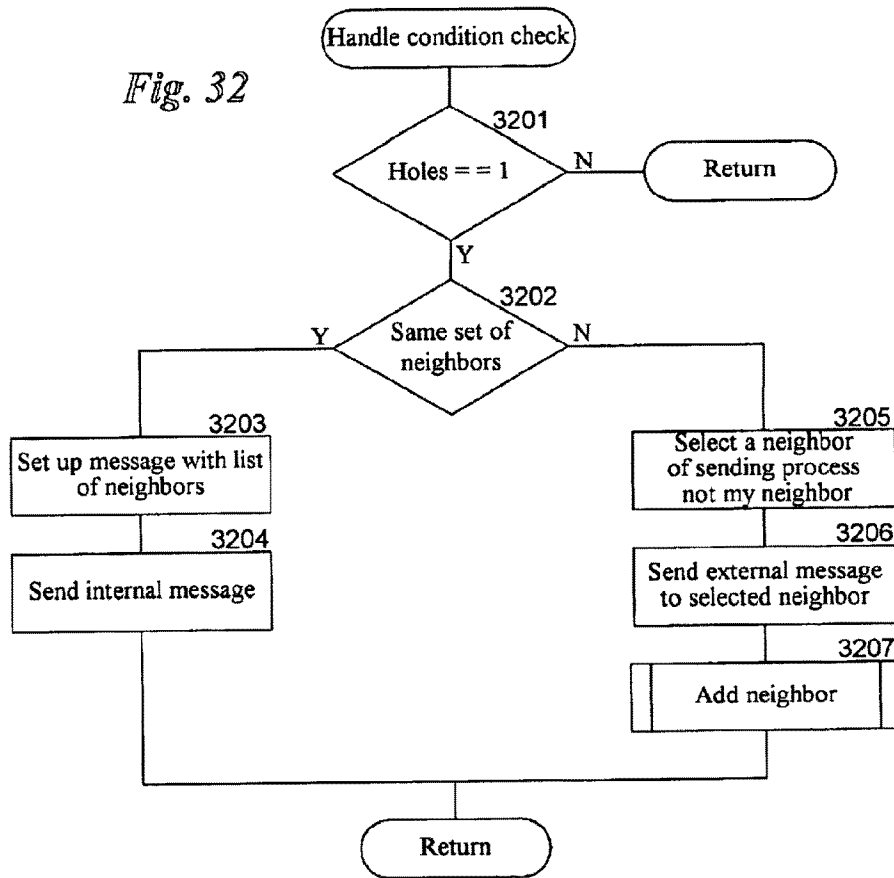 Handle condition check
Fig. 32
3201
Holes = = 1
N
Return
Y
3202
Same set of
neighbors
Y
N
3203
Set up message with list
of neighbors
3204
Send internal message
3205
Select a neighbor
of sending process
not my neighbor
3206
Send external message
to selected neighbor
3207
Add neighbor
Return